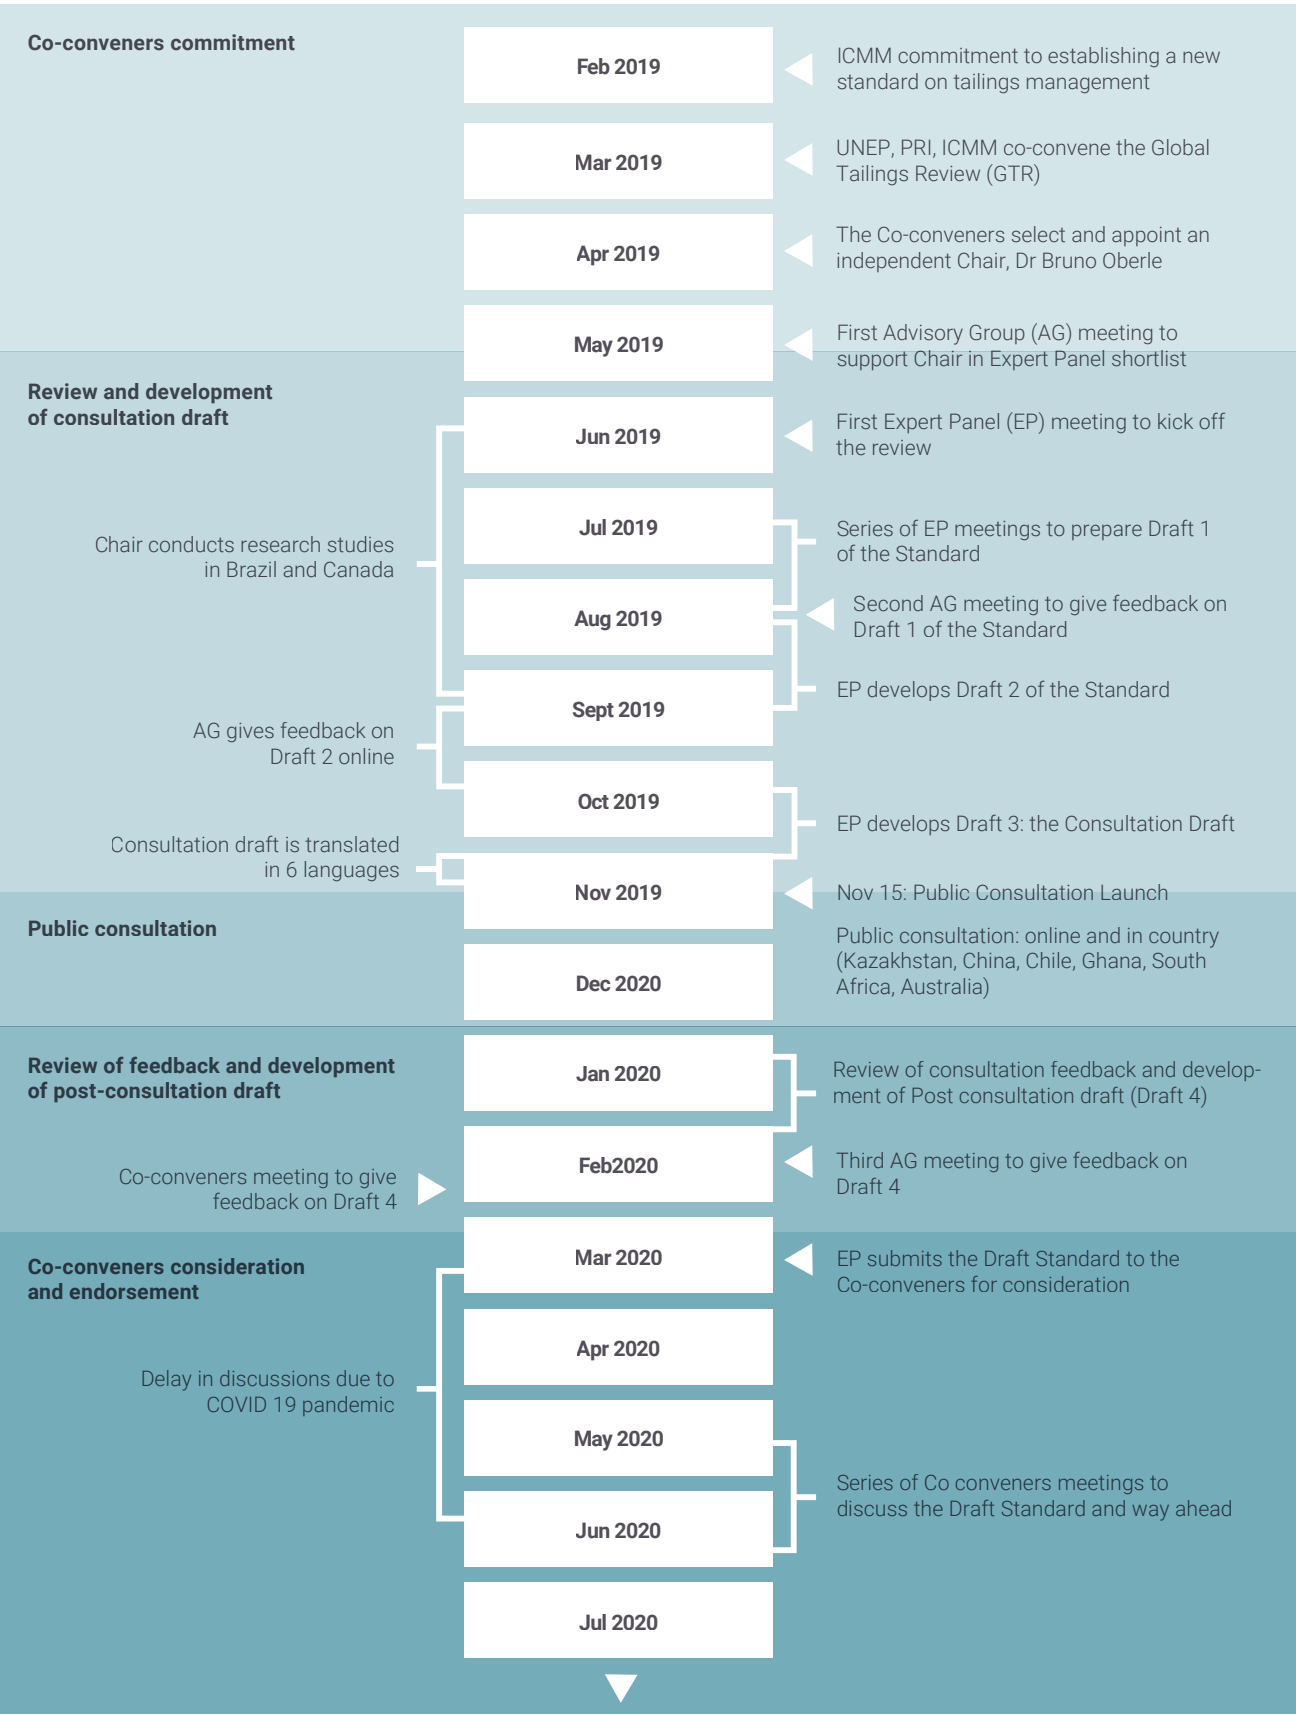 Co-conveners commitment
Feb 2019
ICMM commitment to establishing a new
standard on tailings management
Mar 2019
UNEP, PRI, ICMM co-convene the Global
Tailings Review (GTR)
Apr 2019
The Co-conveners select and appoint an
independent Chair, Dr Bruno Oberle
May 2019
First Advisory Group (AG) meeting to
support Chair in Expert Panel shortlist
Review and development
of consultation draft
Jun 2019
First Expert Panel (EP) meeting to kick off
the review
Chair conducts research studies
in Brazil and Canada
Jul 2019
Series of EP meetings to prepare Draft 1
of the Standard
Aug 2019
Second AG meeting to give feedback on
Draft 1 of the Standard
Sept 2019
EP develops Draft 2 of the Standard
AG gives feedback on
Draft 2 online
Oct 2019
EP develops Draft 3: the Consultation Draft
Consultation draft is translated
in 6 languages
Nov 2019
Nov 15: Public Consultation Launch
Public consultation
Public consultation: online and in country
(Kazakhstan, China, Chile, Ghana, South
Africa, Australia)
Dec 2020
Review of feedback and development
of post-consultation draft
Jan 2020
Review of consultation feedback and develop-
ment of Post consultation draft (Draft 4)
Co-conveners meeting to give
feedback on Draft 4
Feb2020
Third AG meeting to give feedback on
Draft 4
Co-conveners consideration
and endorsement
Mar 2020
EP submits the Draft Standard to the
Co-conveners for consideration
Apr 2020
Delay in discussions due to
COVID 19 pandemic
May 2020
Series of Co conveners meetings to
discuss the Draft Standard and way ahead
Jun 2020
Jul 2020